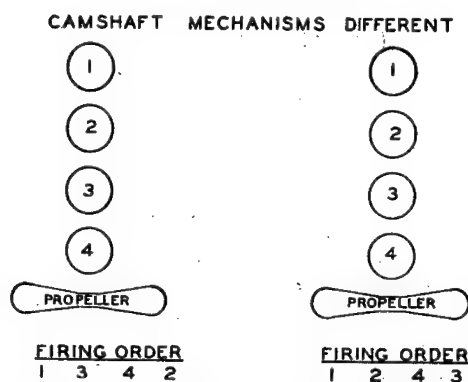 CAMSHAFT MECHANISMS DIFFERENT
1 1
2 2
3 3
4 4
PROPELLER PROPELLER
FIRING ORDER FIRING ORDER
1 3 4 2 1 2 4 3